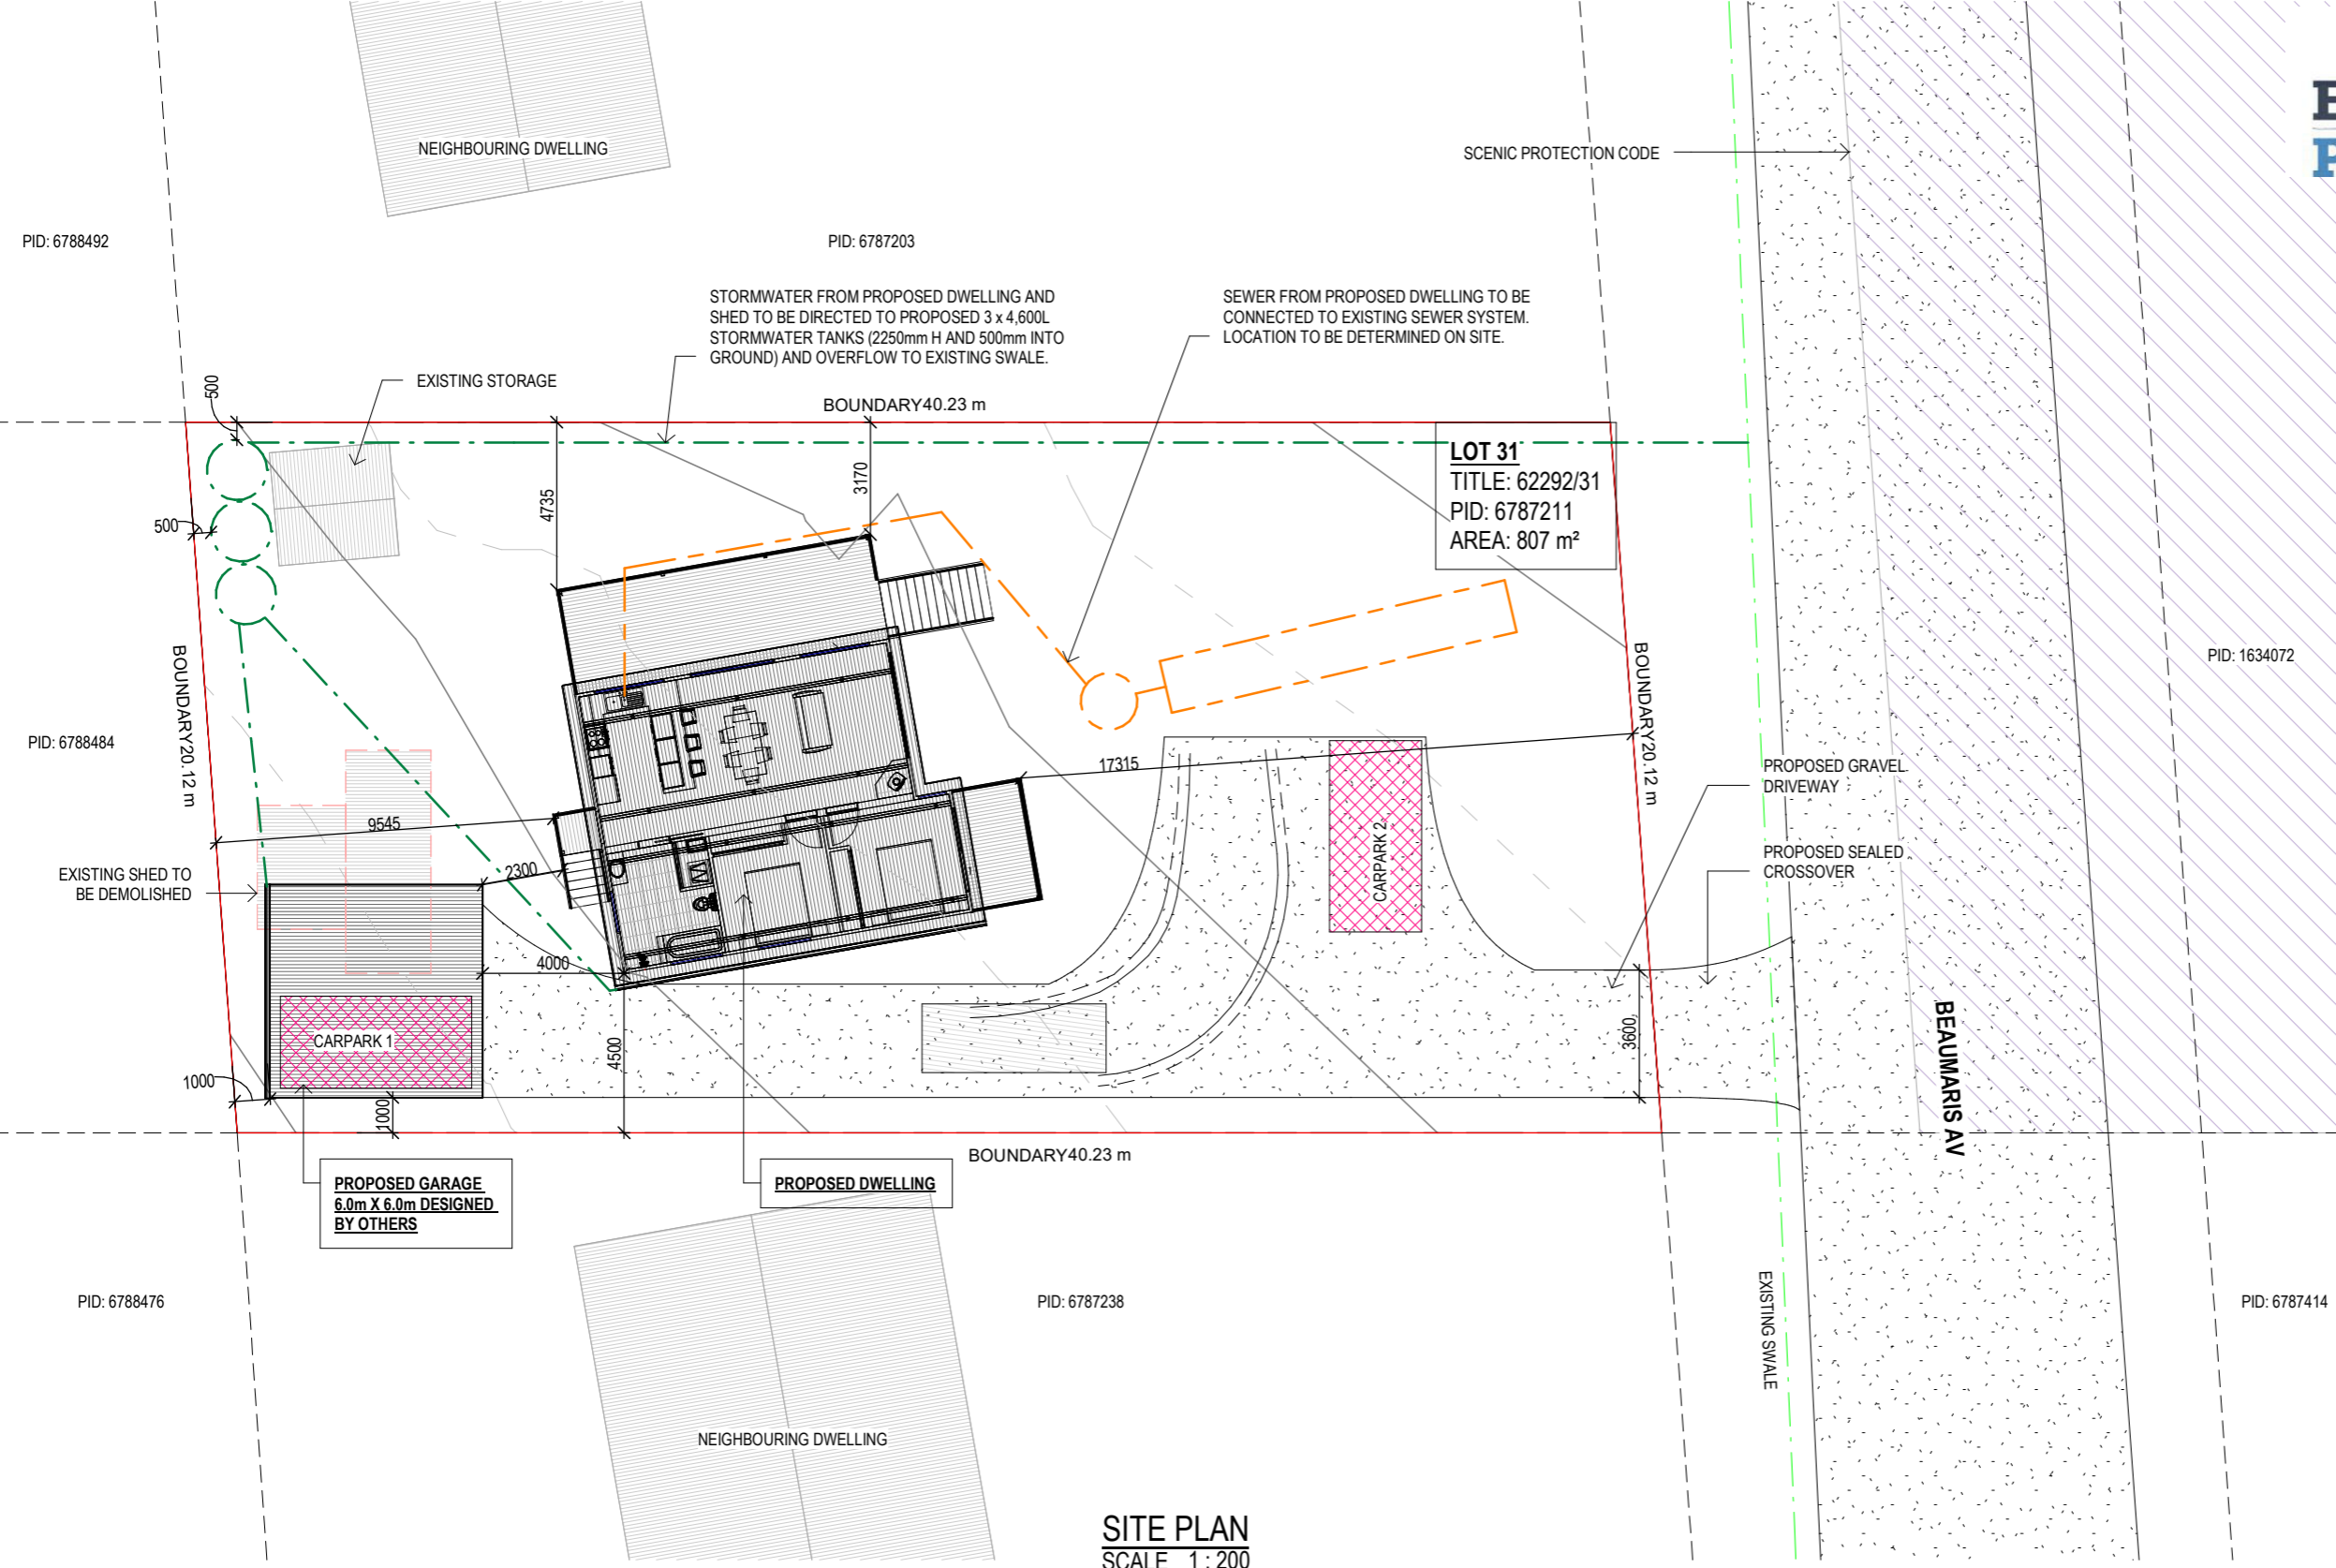 NEIGHBOURING DWELLING
SCENIC PROTECTION CODE
PID: 6788492
PID: 6787203
STORMWATER FROM PROPOSED DWELLING AND
SHED TO BE DIRECTED TO PROPOSED 3 x 4,600L
STORMWATER TANKS (2250mm H AND 500mm INTO
GROUND) AND OVERFLOW TO EXISTING SWALE.
SEWER FROM PROPOSED DWELLING TO BE
CONNECTED TO EXISTING SEWER SYSTEM.
LOCATION TO BE DETERMINED ON SITE.
EXISTING STORAGE
500
BOUNDARY40.23 m
LOT 31
TITLE: 62292/31
PID: 6787211
AREA: 807 m²
4735
3170
500
BOUNDARY20.12 m
BOUNDARY20.12 m
PID: 1634072
PID: 6788484
17315
PROPOSED GRAVEL
DRIVEWAY
9545
CARPARK 2
PROPOSED SEALED
CROSSOVER
EXISTING SHED TO
BE DEMOLISHED
2300
4000
4500
3600
BEAUMARIS AV
CARPARK 1
1000
1000
BOUNDARY40.23 m
PROPOSED GARAGE
6.0m X 6.0m DESIGNED
BY OTHERS
PROPOSED DWELLING
PID: 6788476
PID: 6787238
EXISTING SWALE
PID: 6787414
NEIGHBOURING DWELLING
SITE PLAN
SCALE 1 : 200